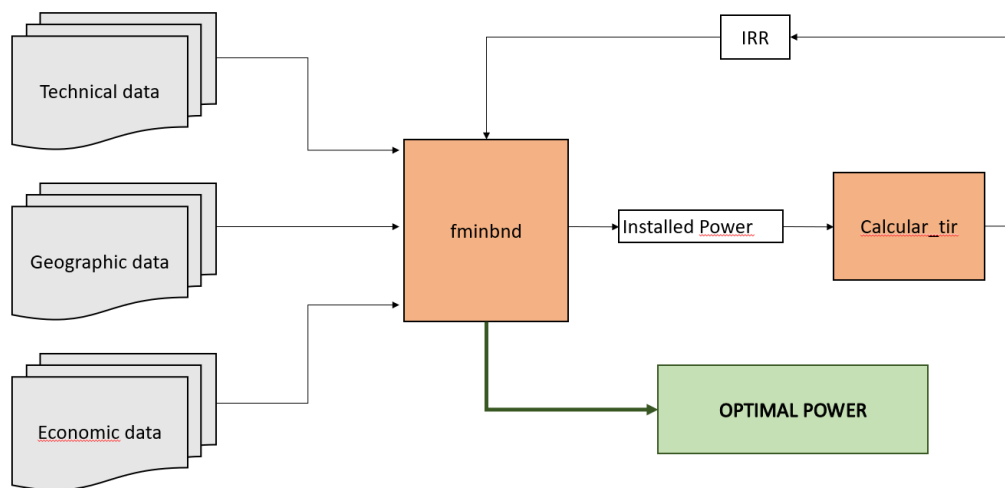 Technical data
IRR
Geographic data
fminbnd
Installed Power
Calcular_tir
Economic data
OPTIMAL POWER